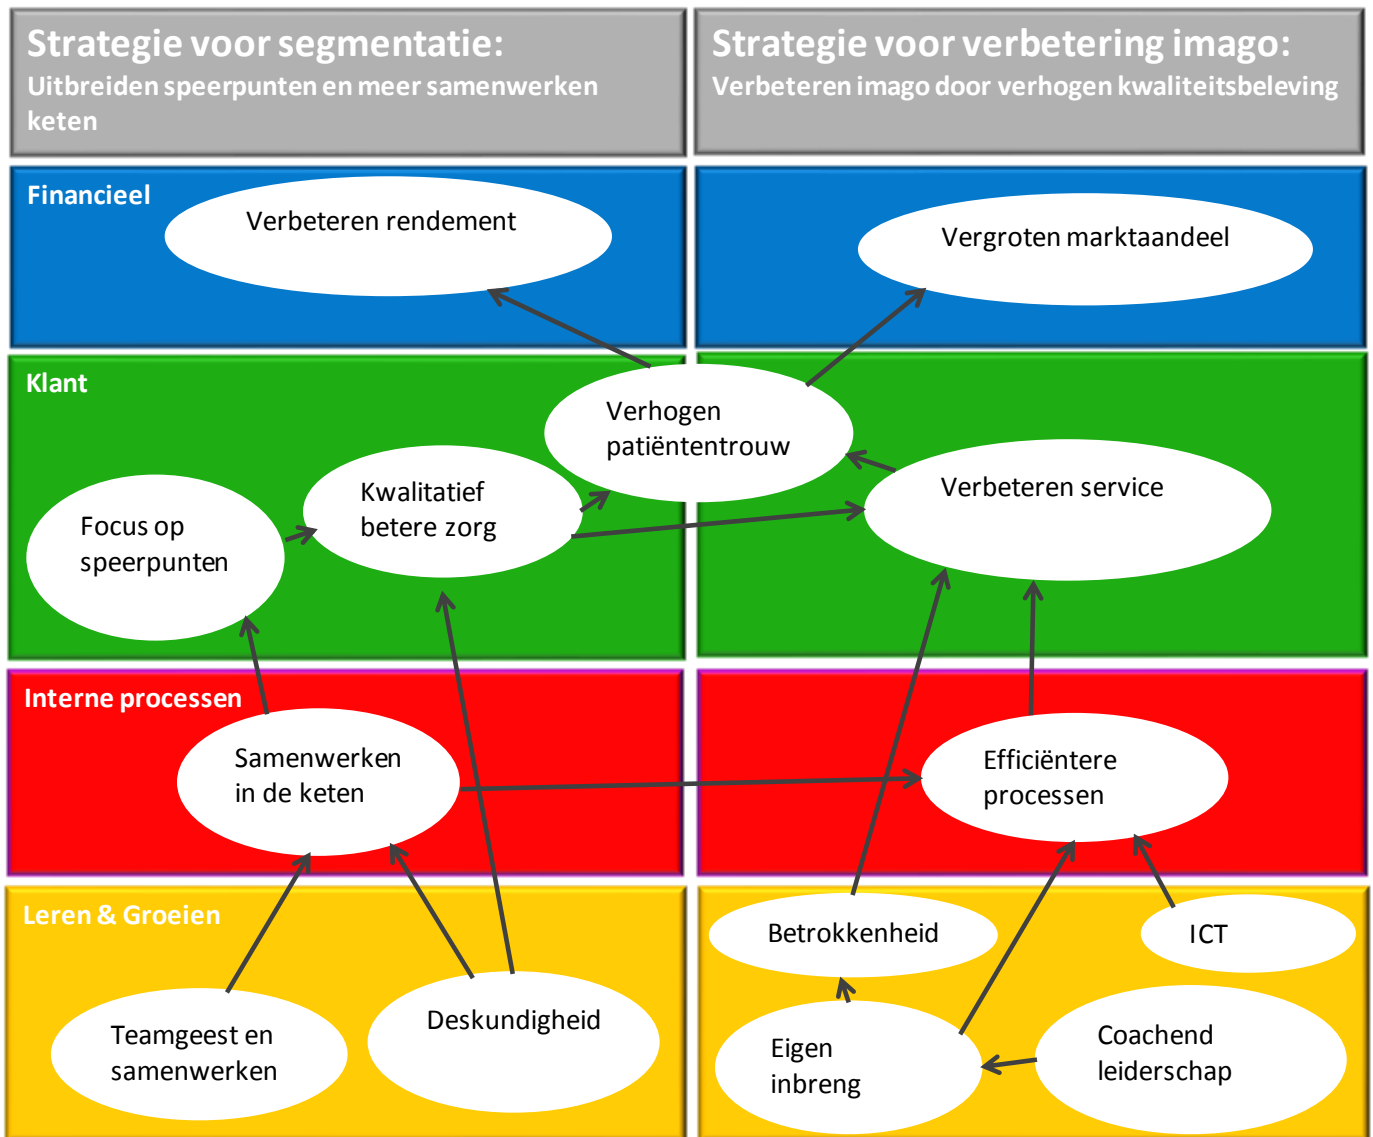 Strategie voor segmentatie:
Uitbreiden speerpunten en meer samenwerken
keten
Strategie voor verbetering imago:
Verbeteren imago door verhogen kwaliteitsbeleving
Financieel
Verbeteren rendement
Vergroten marktaandeel
Klant
Verhogen
patiëntentrouw
Kwalitatief
betere zorg
Verbeteren service
Focus op
speerpunten
Interne processen
Samenwerken
in de keten
Efficiëntere
processen
Leren & Groeien
Betrokkenheid
ICT
Teamgeest en
samenwerken
Deskundigheid
Eigen
inbreng
Coachend
leiderschap